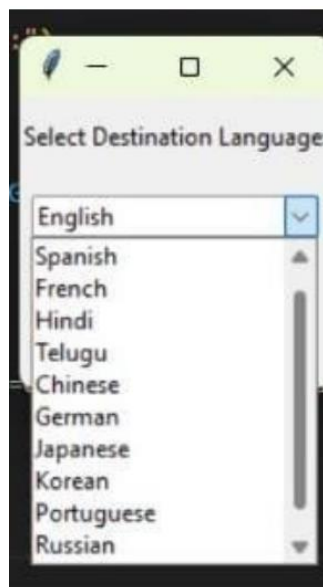 Select Destination Language
English
Spanish
French
Hindi
Telugu
Chinese
German
Japanese
Korean
Portuguese
Russian